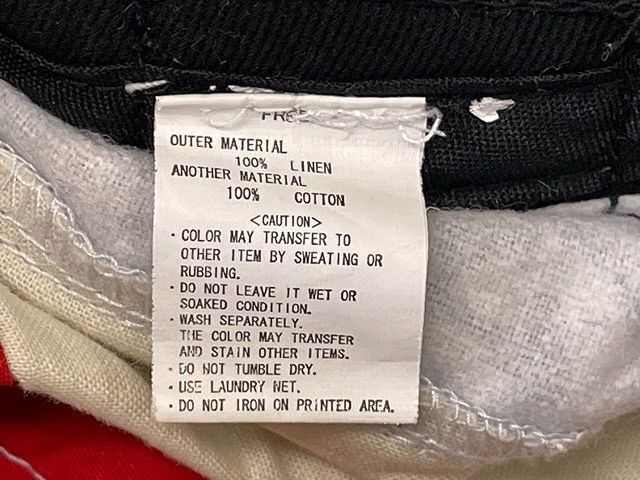 FREE
OUTER MATERIAL
100% LINEN
ANOTHER MATERIAL
100% COTTON
<CAUTION>
・COLOR MAY TRANSFER TO
OTHER ITEM BY SWEATING OR
RUBBING.
・DO NOT LEAVE IT WET OR
SOAKED CONDITION.
・WASH SEPARATELY.
THE COLOR MAY TRANSFER
AND STAIN OTHER ITEMS.
・DO NOT TUMBLE DRY.
・USE LAUNDRY NET.
・DO NOT IRON ON PRINTED AREA.